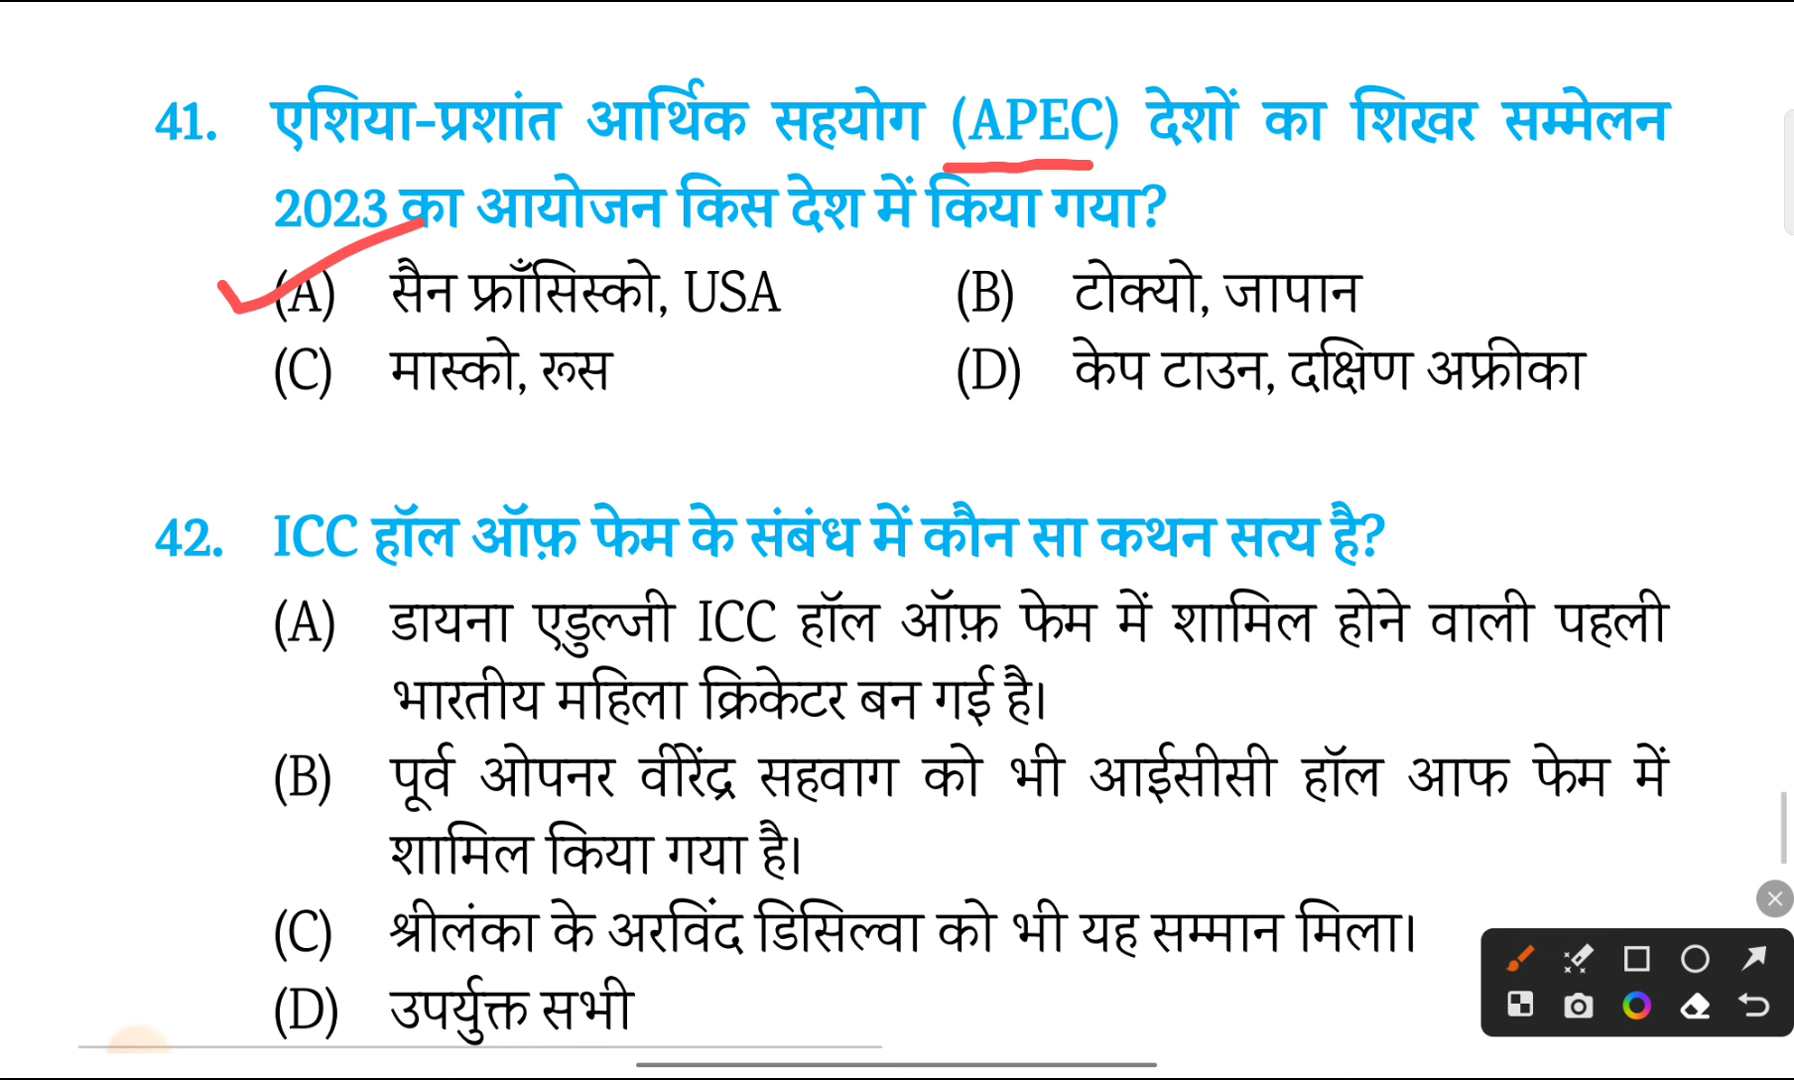 41. एशिया-प्रशांत आर्थिक सहयोग (APEC) देशों का शिखर सम्मेलन
2023 का आयोजन किस देश में किया गया?
(A) सैन फ्रॉंसिस्को, USA (B) टोक्यो, जापान
(C) मास्को, रूस (D) केप टाउन, दक्षिण अफ्रीका
42. ICC हॉल ऑफ़ फेम के संबंध में कौन सा कथन सत्य है?
(A) डायना एडुल्जी ICC हॉल ऑफ़ फेम में शामिल होने वाली पहली
भारतीय महिला क्रिकेटर बन गई है।
(B) पूर्व ओपनर वीरेंद्र सहवाग को भी आईसीसी हॉल आफ फेम में
शामिल किया गया है।
(C) श्रीलंका के अरविंद डिसिल्वा को भी यह सम्मान मिला।
(D) उपर्युक्त सभी